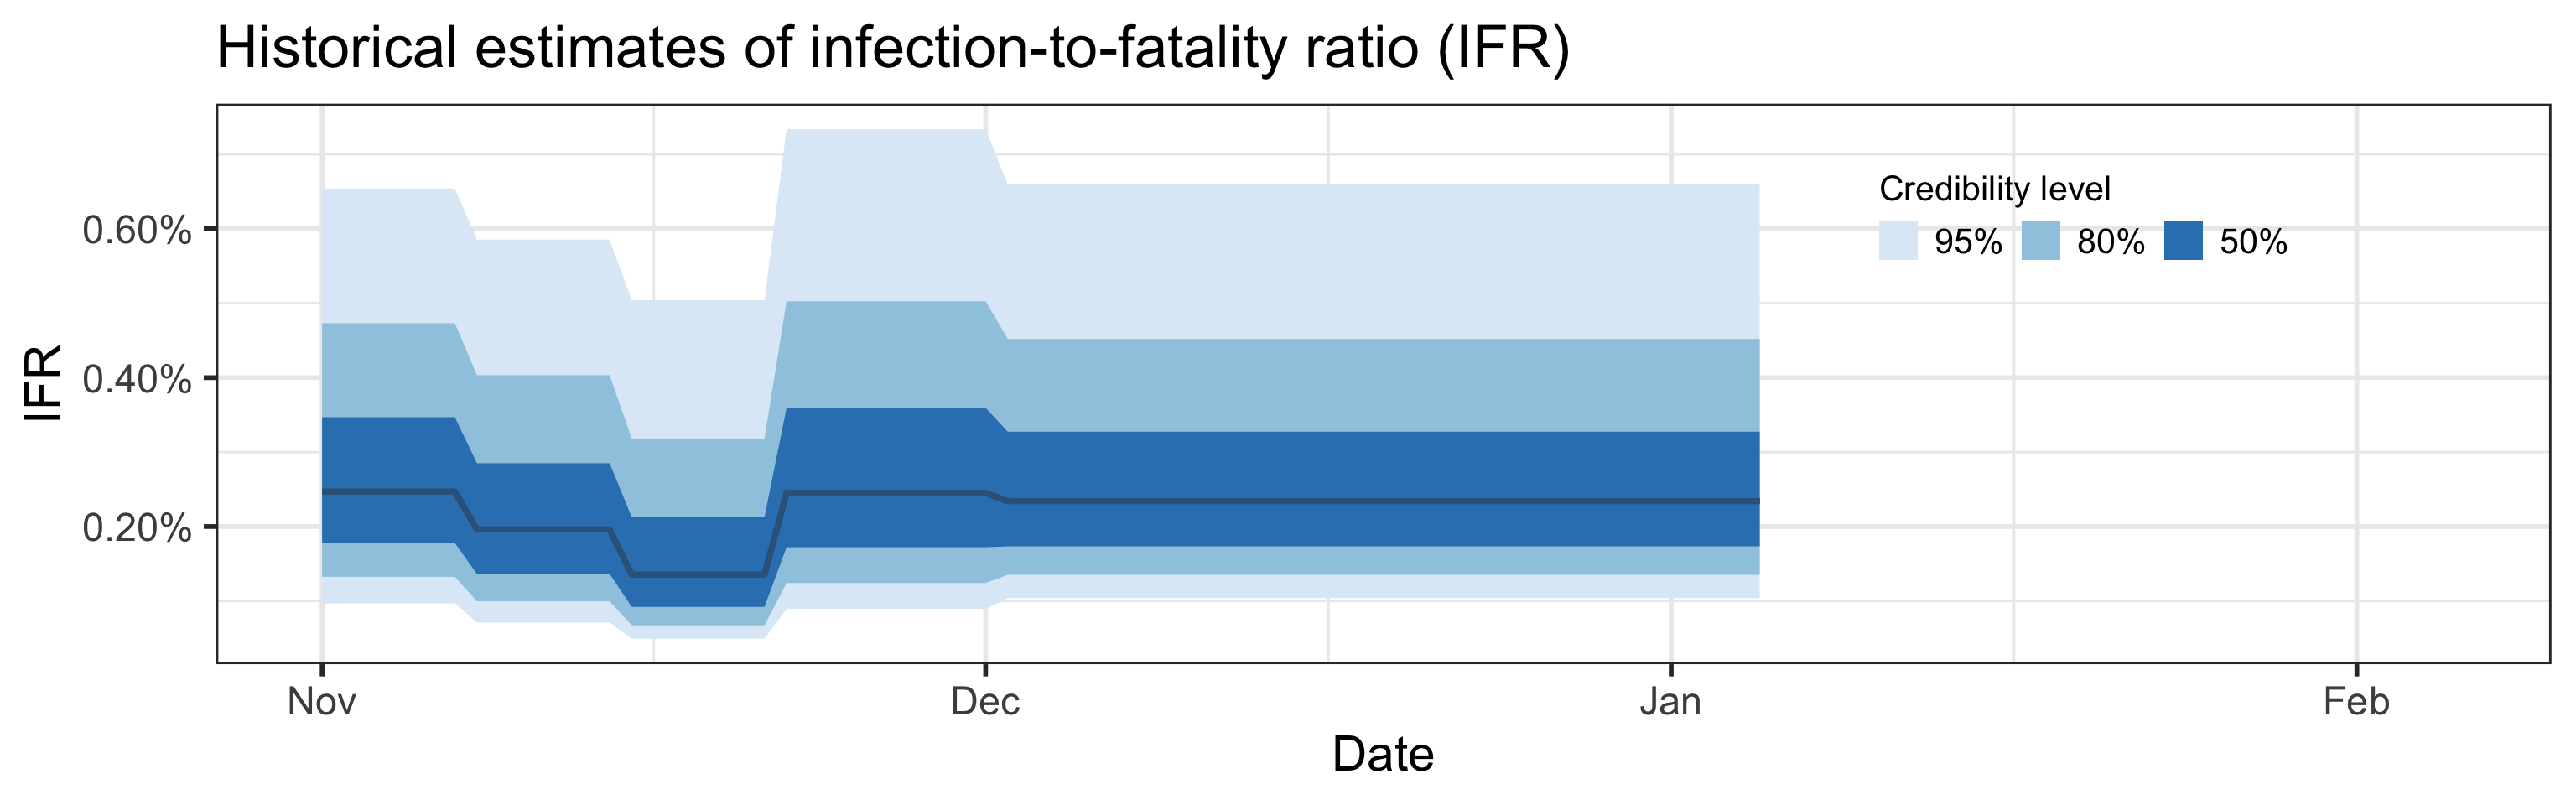 Historical estimates of infection-to-fatality ratio (IFR)
Credibility level
95% 80% 50%
0.60%
0.40%
0.20%
IFR
Nov Dec Jan Feb
Date